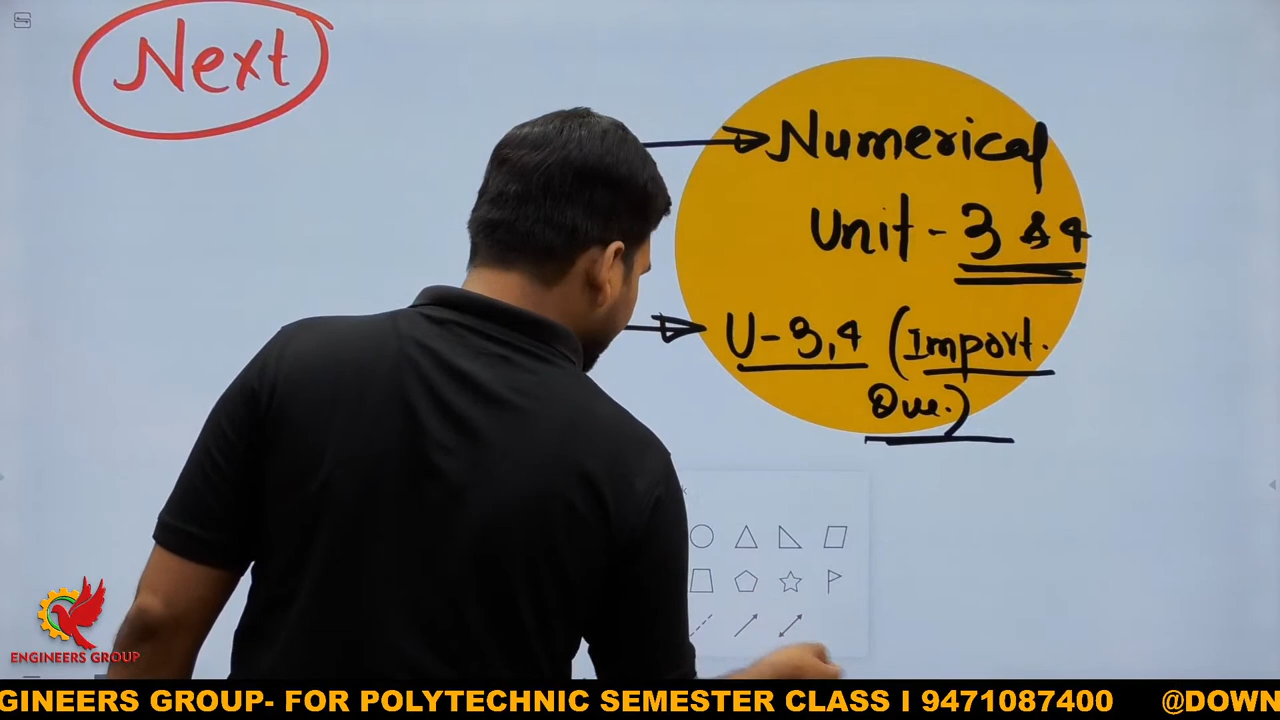 Next
Numerical
Unit - 3 & 4
U-3,4 (Import.
Que.)
ENGINEERS GROUP
GINEERS GROUP- FOR POLYTECHNIC SEMESTER CLASS I 9471087400 @DOWN